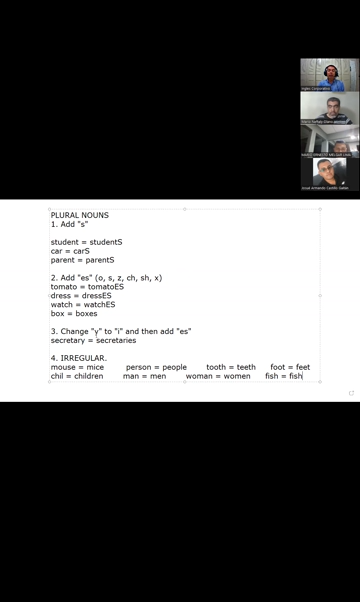 Inglés Corporativo
PLURAL NOUNS
1. Add "s"
student = studentS
car = carS
parent = parentS
2. Add "es" (o, s, z, ch, sh, x)
tomato = tomatoES
dress = dressES
watch = watchES
box = boxes
3. Change "y" to "i" and then add "es"
secretary = secretaries
4. IRREGULAR.
mouse = mice person = people tooth = teeth foot = feet
chil = children man = men woman = women fish = fish